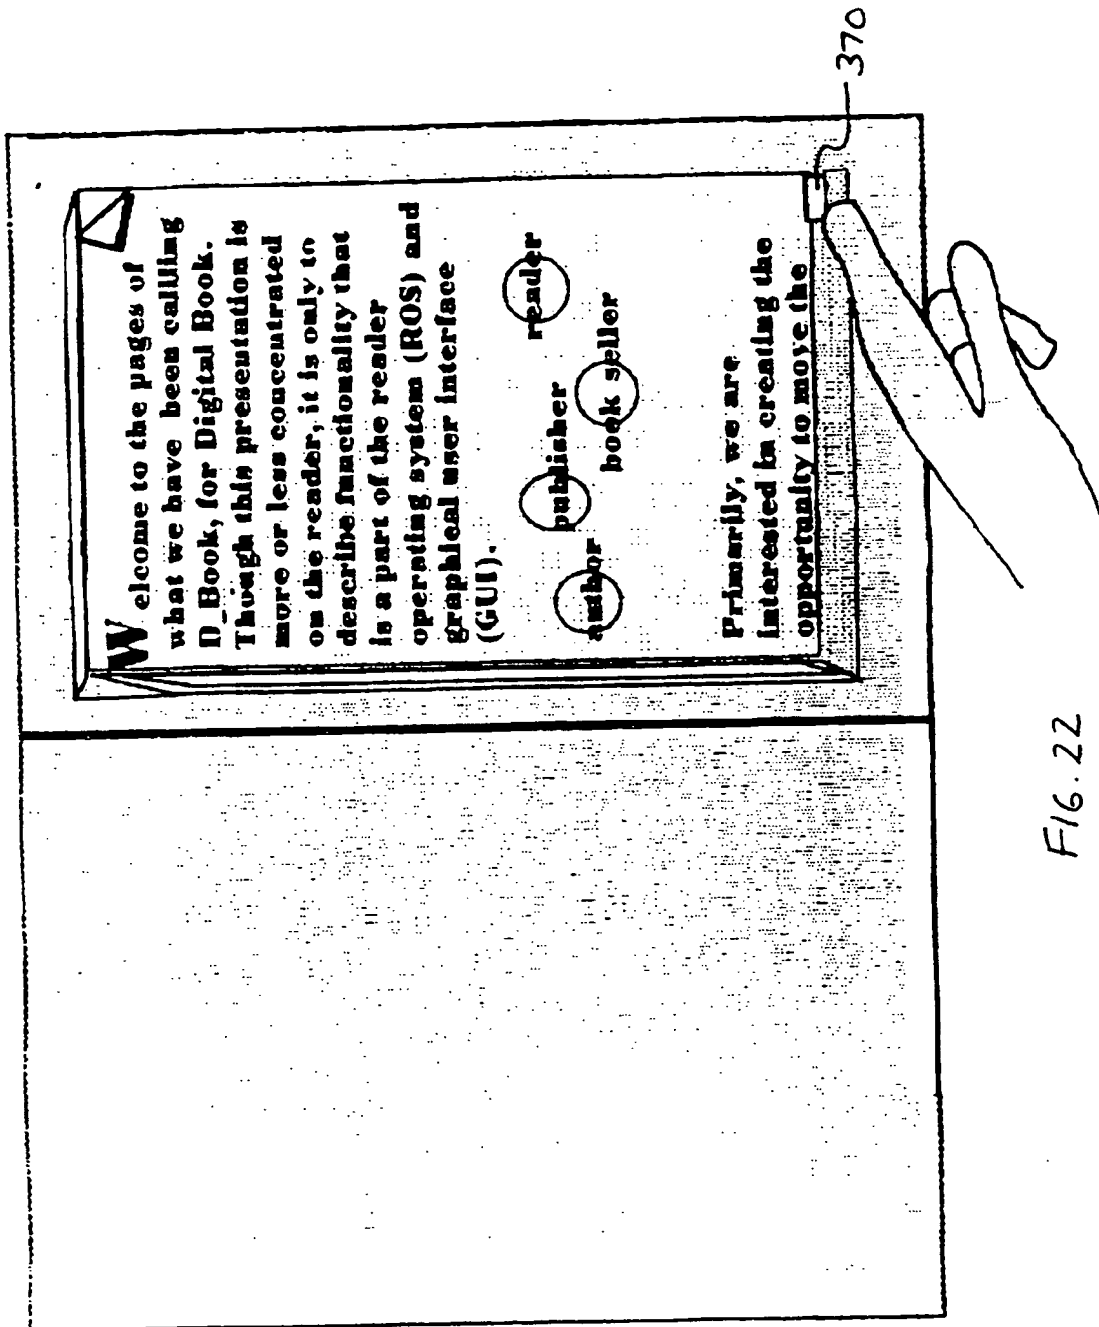 Welcome to the pages of
what we have been calling
D_Book, for Digital Book.
Though this presentation is
more or less concentrated
on the reader, it is only to
describe functionality that
is a part of the reader
operating system (ROS) and
graphical user interface
(GUI).
author
publisher
book seller
reader
Primarily, we are
interested in creating the
opportunity to move the
370
FIG. 22